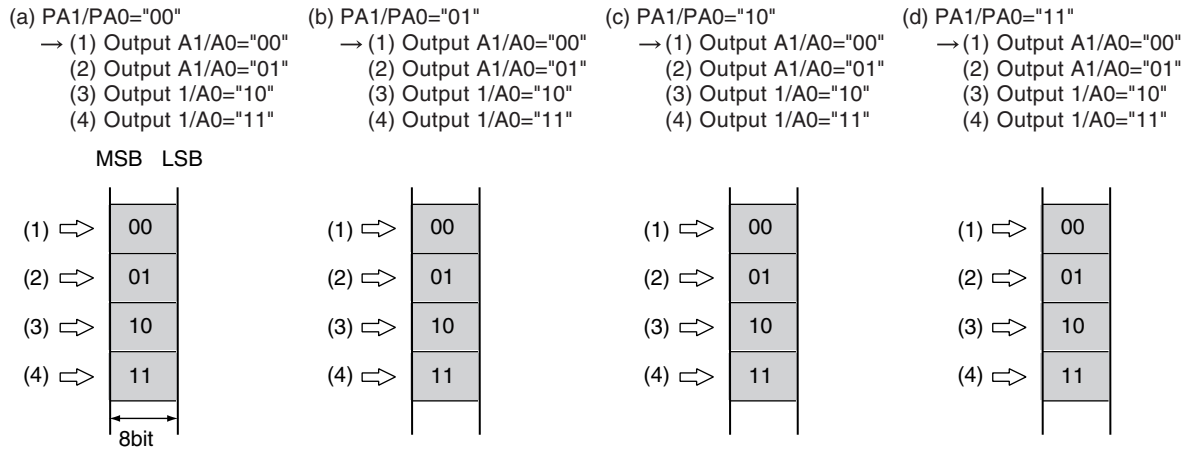 (a) PA1/PA0="00"
→ (1) Output A1/A0="00"
(2) Output A1/A0="01"
(3) Output 1/A0="10"
(4) Output 1/A0="11"
MSB LSB
(1) 00
(2) 01
(3) 10
(4) 11
8bit
(b) PA1/PA0="01"
→ (1) Output A1/A0="00"
(2) Output A1/A0="01"
(3) Output 1/A0="10"
(4) Output 1/A0="11"
(1) 00
(2) 01
(3) 10
(4) 11
(c) PA1/PA0="10"
→ (1) Output A1/A0="00"
(2) Output A1/A0="01"
(3) Output 1/A0="10"
(4) Output 1/A0="11"
(1) 00
(2) 01
(3) 10
(4) 11
(d) PA1/PA0="11"
→ (1) Output A1/A0="00"
(2) Output A1/A0="01"
(3) Output 1/A0="10"
(4) Output 1/A0="11"
(1) 00
(2) 01
(3) 10
(4) 11